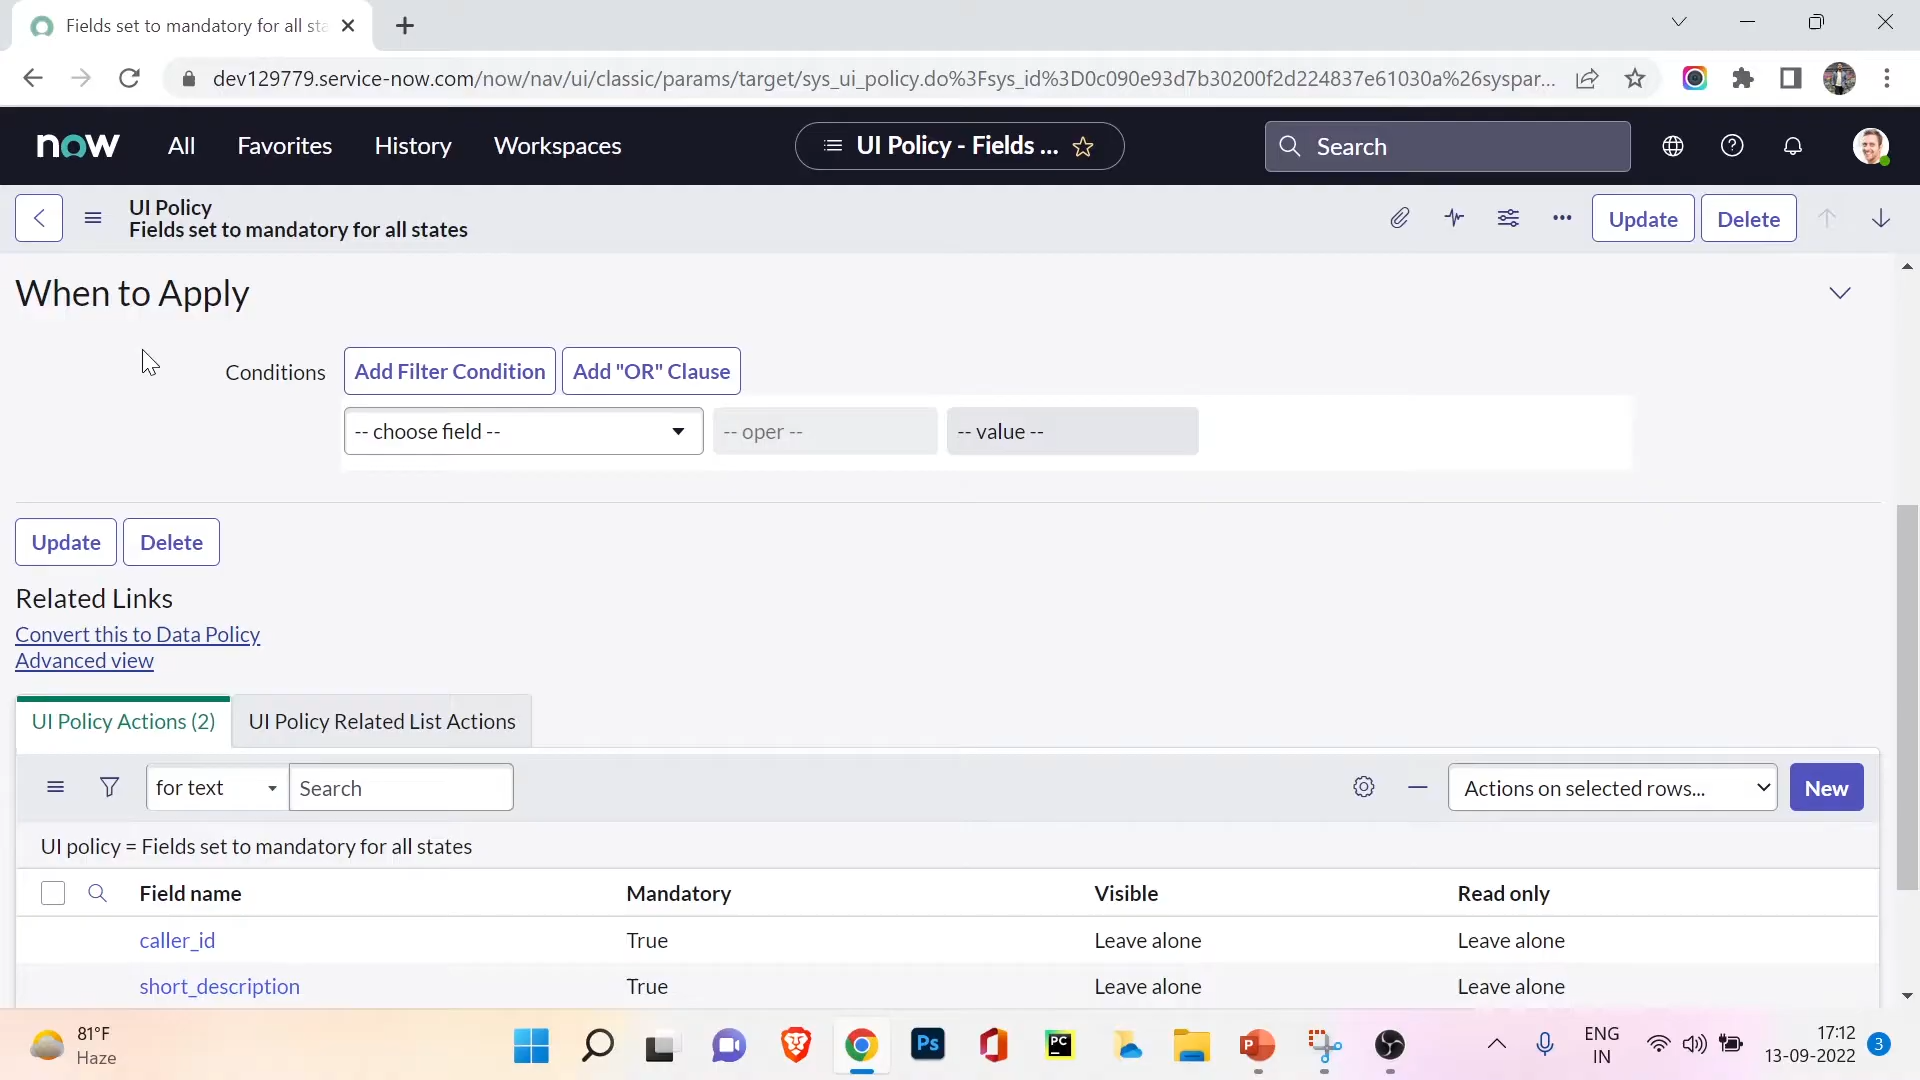 Fields set to mandatory for all sta
dev129779.service-now.com/now/nav/ui/classic/params/target/sys_ui_policy.do%3Fsys_id%3D0c090e93d7b30200f2d224837e61030a%26syspar...
now All Favorites History Workspaces UI Policy - Fields ... Search
UI Policy
Fields set to mandatory for all states
Update Delete
When to Apply
Conditions Add Filter Condition Add "OR" Clause
-- choose field -- -- oper -- -- value --
Update Delete
Related Links
Convert this to Data Policy
Advanced view
UI Policy Actions (2) UI Policy Related List Actions
for text Search Actions on selected rows... New
UI policy = Fields set to mandatory for all states
Field name Mandatory Visible Read only
caller_id True Leave alone Leave alone
short_description True Leave alone Leave alone
81°F
Haze
Ps
PC
P
ENG
IN
17:12
13-09-2022
3